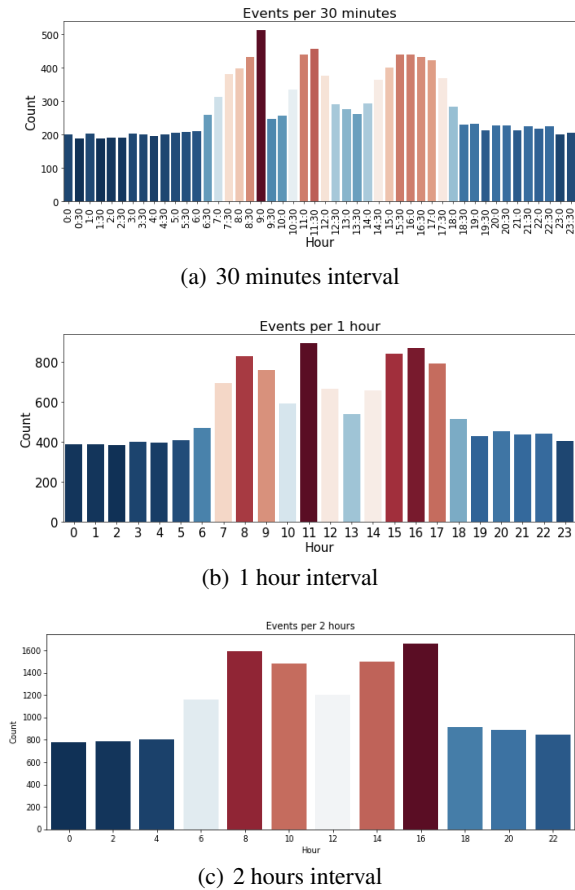 Events per 30 minutes
500
400
300
200
100
0
Count
0:0 0:30 1:0 1:30 2:0 2:30 3:0 3:30 4:0 4:30 5:0 5:30 6:0 6:30 7:0 7:30 8:0 8:30 9:0 9:30 10:0 10:30 11:0 11:30 12:0 12:30 13:0 13:30 14:0 14:30 15:0 15:30 16:0 16:30 17:0 17:30 18:0 18:30 19:0 19:30 20:0 20:30 21:0 21:30 22:0 22:30 23:0 23:30
Hour
(a) 30 minutes interval
Events per 1 hour
800
600
400
200
0
Count
0 1 2 3 4 5 6 7 8 9 10 11 12 13 14 15 16 17 18 19 20 21 22 23
Hour
(b) 1 hour interval
Events per 2 hours
1600
1400
1200
1000
800
600
400
200
0
Count
0 2 4 6 8 10 12 14 16 18 20 22
Hour
(c) 2 hours interval